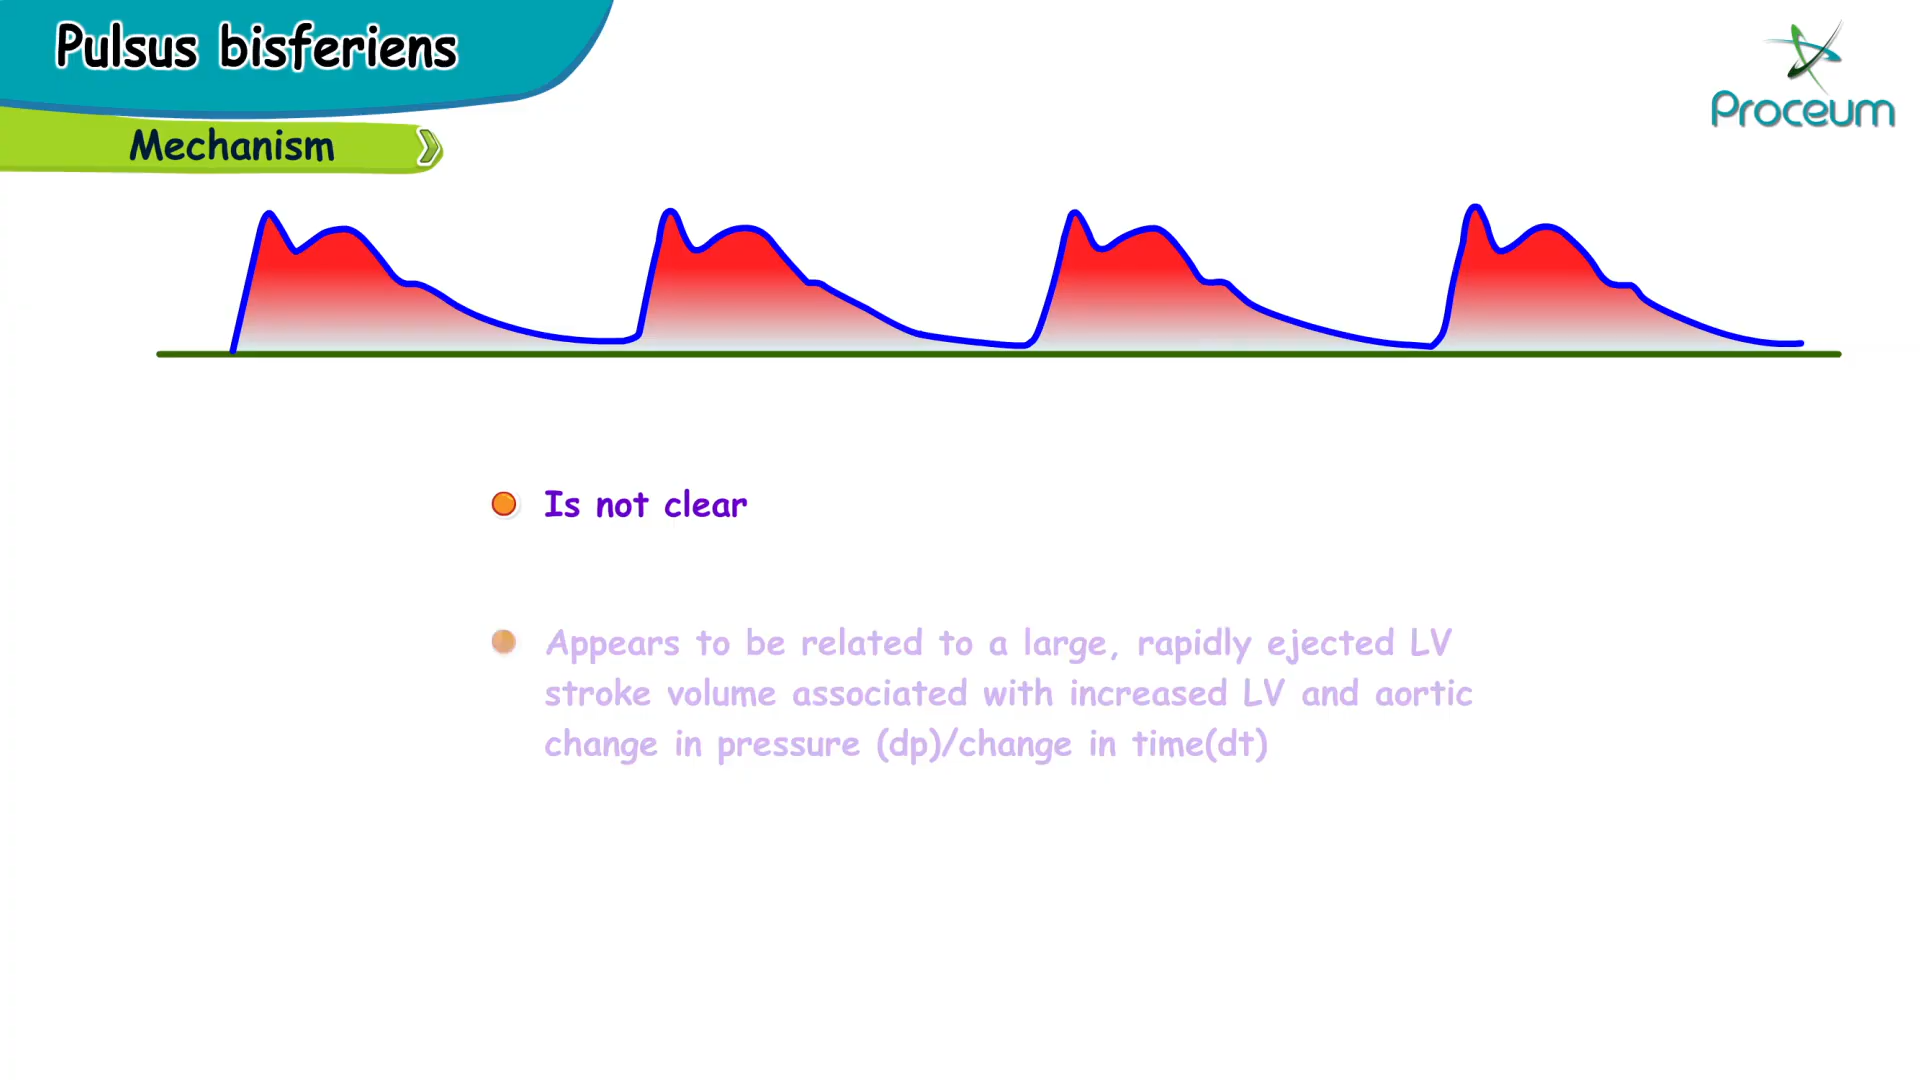 Pulsus bisferiens
Proceum
Mechanism
Is not clear
Appears to be related to a large, rapidly ejected LV
stroke volume associated with increased LV and aortic
change in pressure (dp)/change in time(dt)